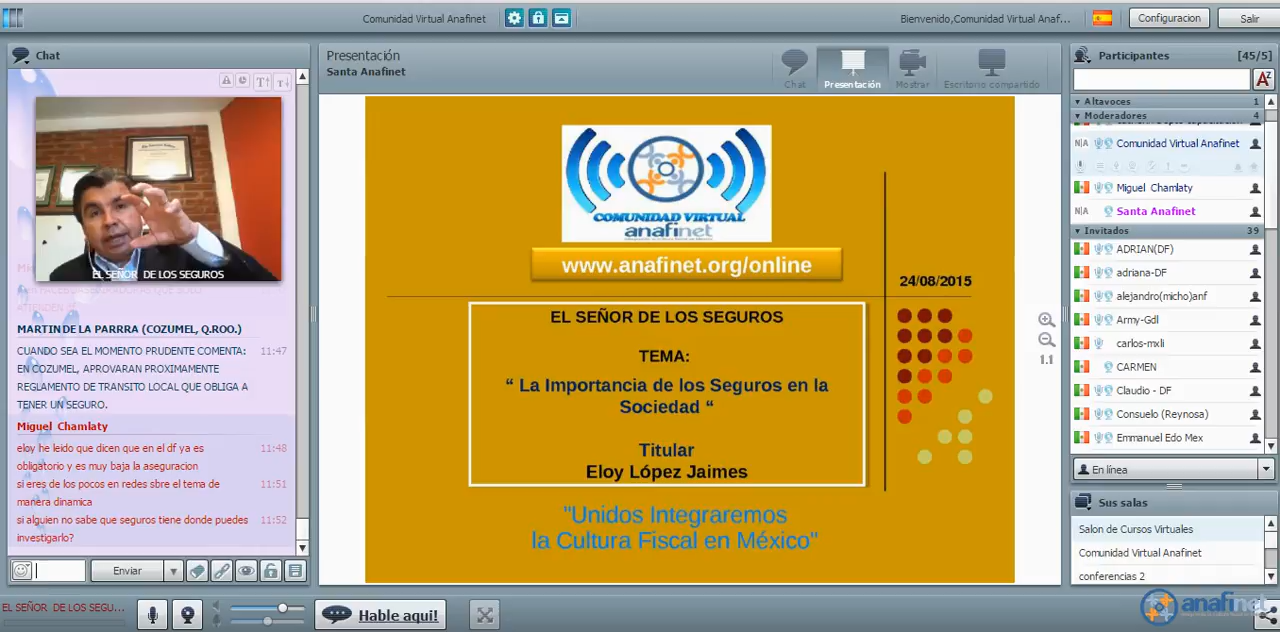 Comunidad Virtual Anafinet
Bienvenido,Comunidad Virtual Anaf...
Configuracion
Salir
Chat
EL SEÑOR DE LOS SEGUROS
ATTENDEN
MARTIN DE LA PARRRA (COZUMEL, Q.ROO.)
CUANDO SEA EL MOMENTO PRUDENTE COMENTA: 11:47
EN COZUMEL, APROVARAN PROXIMAMENTE
REGLAMENTO DE TRANSITO LOCAL QUE OBLIGA A
TENER UN SEGURO.
Miguel Chamlaty
eloy he leido que dicen que en el df ya es 11:48
obligatorio y es muy baja la aseguracion
si eres de los pocos en redes sbre el tema de 11:51
manera dinamica
si alguien no sabe que seguros tiene donde puedes 11:52
investigarlo?
Enviar
EL SEÑOR DE LOS SEGU...
Hable aqui!
Presentación
Santa Anafinet
Chat
Presentación
Mostrar
Escritorio compartido
COMUNIDAD VIRTUAL
anafinet
www.anafinet.org/online
24/08/2015
EL SEÑOR DE LOS SEGUROS
TEMA:
“ La Importancia de los Seguros en la
Sociedad “
Titular
Eloy López Jaimes
"Unidos Integraremos
la Cultura Fiscal en México"
1.1
Participantes [45/5]
Altavoces 1
Moderadores 4
N/A Comunidad Virtual Anafinet
Miguel Chamlaty
N/A Santa Anafinet
Invitados 39
ADRIAN(DF)
adriana-DF
alejandro(micho)anf
Army-Gdl
carlos-mxli
CARMEN
Claudio - DF
Consuelo (Reynosa)
Emmanuel Edo Mex
En línea
Sus salas
Salon de Cursos Virtuales
Comunidad Virtual Anafinet
conferencias 2
anafinet